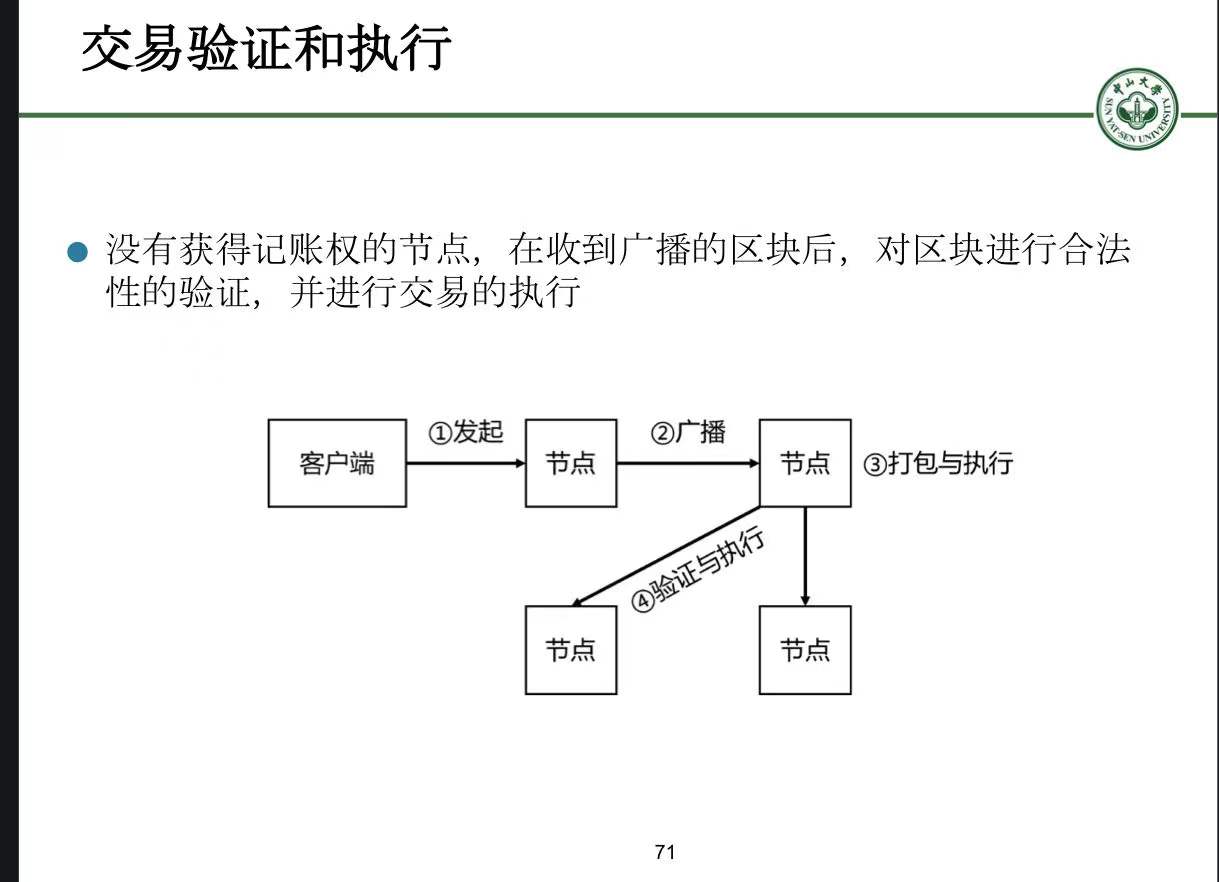 交易验证和执行
中山大学
SUN YAT-SEN UNIVERSITY
没有获得记账权的节点，在收到广播的区块后，对区块进行合法
性的验证，并进行交易的执行
客户端
①发起
节点
②广播
节点
③打包与执行
④验证与执行
节点
节点
71